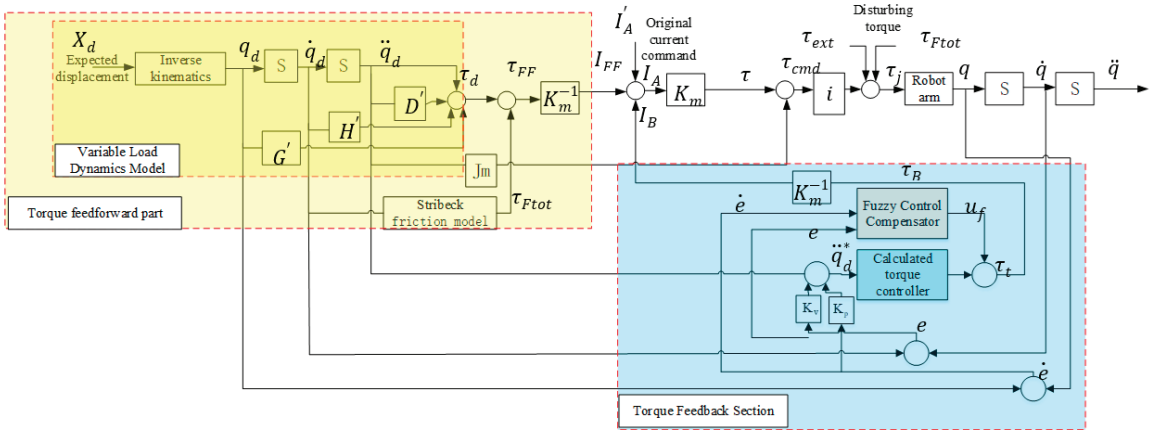 X_d
Expected
displacement
Inverse
kinematics
q_d
S
q̇_d
S
q̈_d
τ_d
D′
H′
G′
Variable Load
Dynamics Model
Torque feedforward part
Jm
Stribeck
friction model
τ_Ftot
τ_FF
K_m^{-1}
I_FF
I_A′
Original
current
command
I_A
I_B
K_m
τ
τ_cmd
i
τ_ext
Disturbing
torque
τ_Ftot
τ_j
Robot
arm
q
S
q̇
S
q̈
K_m^{-1}
τ_B
ė
e
Fuzzy Control
Compensator
u_f
q̈_d^*
Calculated
torque
controller
τ_t
K_v
K_p
e
ė
Torque Feedback Section